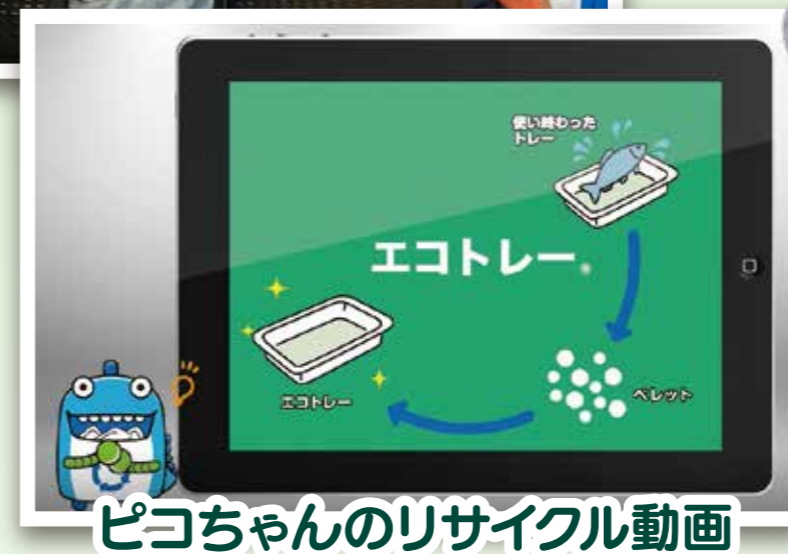 使い終わった
トレー
エコトレー®
ペレット
エコトレー
ピコちゃんのリサイクル動画